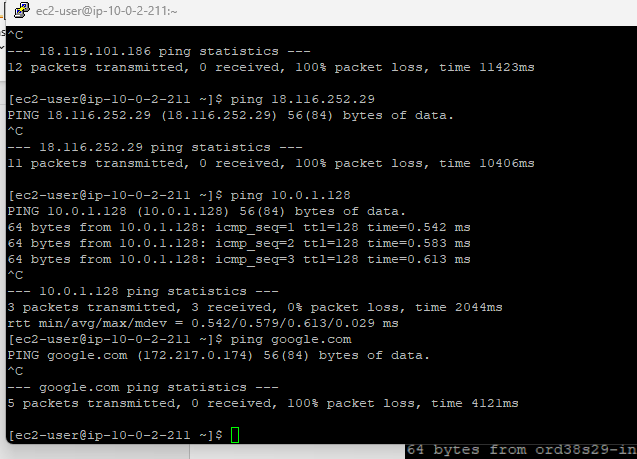 ec2-user@ip-10-0-2-211:~
^C
--- 18.119.101.186 ping statistics ---
12 packets transmitted, 0 received, 100% packet loss, time 11423ms
[ec2-user@ip-10-0-2-211 ~]$ ping 18.116.252.29
PING 18.116.252.29 (18.116.252.29) 56(84) bytes of data.
^C
--- 18.116.252.29 ping statistics ---
11 packets transmitted, 0 received, 100% packet loss, time 10406ms
[ec2-user@ip-10-0-2-211 ~]$ ping 10.0.1.128
PING 10.0.1.128 (10.0.1.128) 56(84) bytes of data.
64 bytes from 10.0.1.128: icmp_seq=1 ttl=128 time=0.542 ms
64 bytes from 10.0.1.128: icmp_seq=2 ttl=128 time=0.583 ms
64 bytes from 10.0.1.128: icmp_seq=3 ttl=128 time=0.613 ms
^C
--- 10.0.1.128 ping statistics ---
3 packets transmitted, 3 received, 0% packet loss, time 2044ms
rtt min/avg/max/mdev = 0.542/0.579/0.613/0.029 ms
[ec2-user@ip-10-0-2-211 ~]$ ping google.com
PING google.com (172.217.0.174) 56(84) bytes of data.
^C
--- google.com ping statistics ---
5 packets transmitted, 0 received, 100% packet loss, time 4121ms
[ec2-user@ip-10-0-2-211 ~]$
64 bytes from ord38s29-in